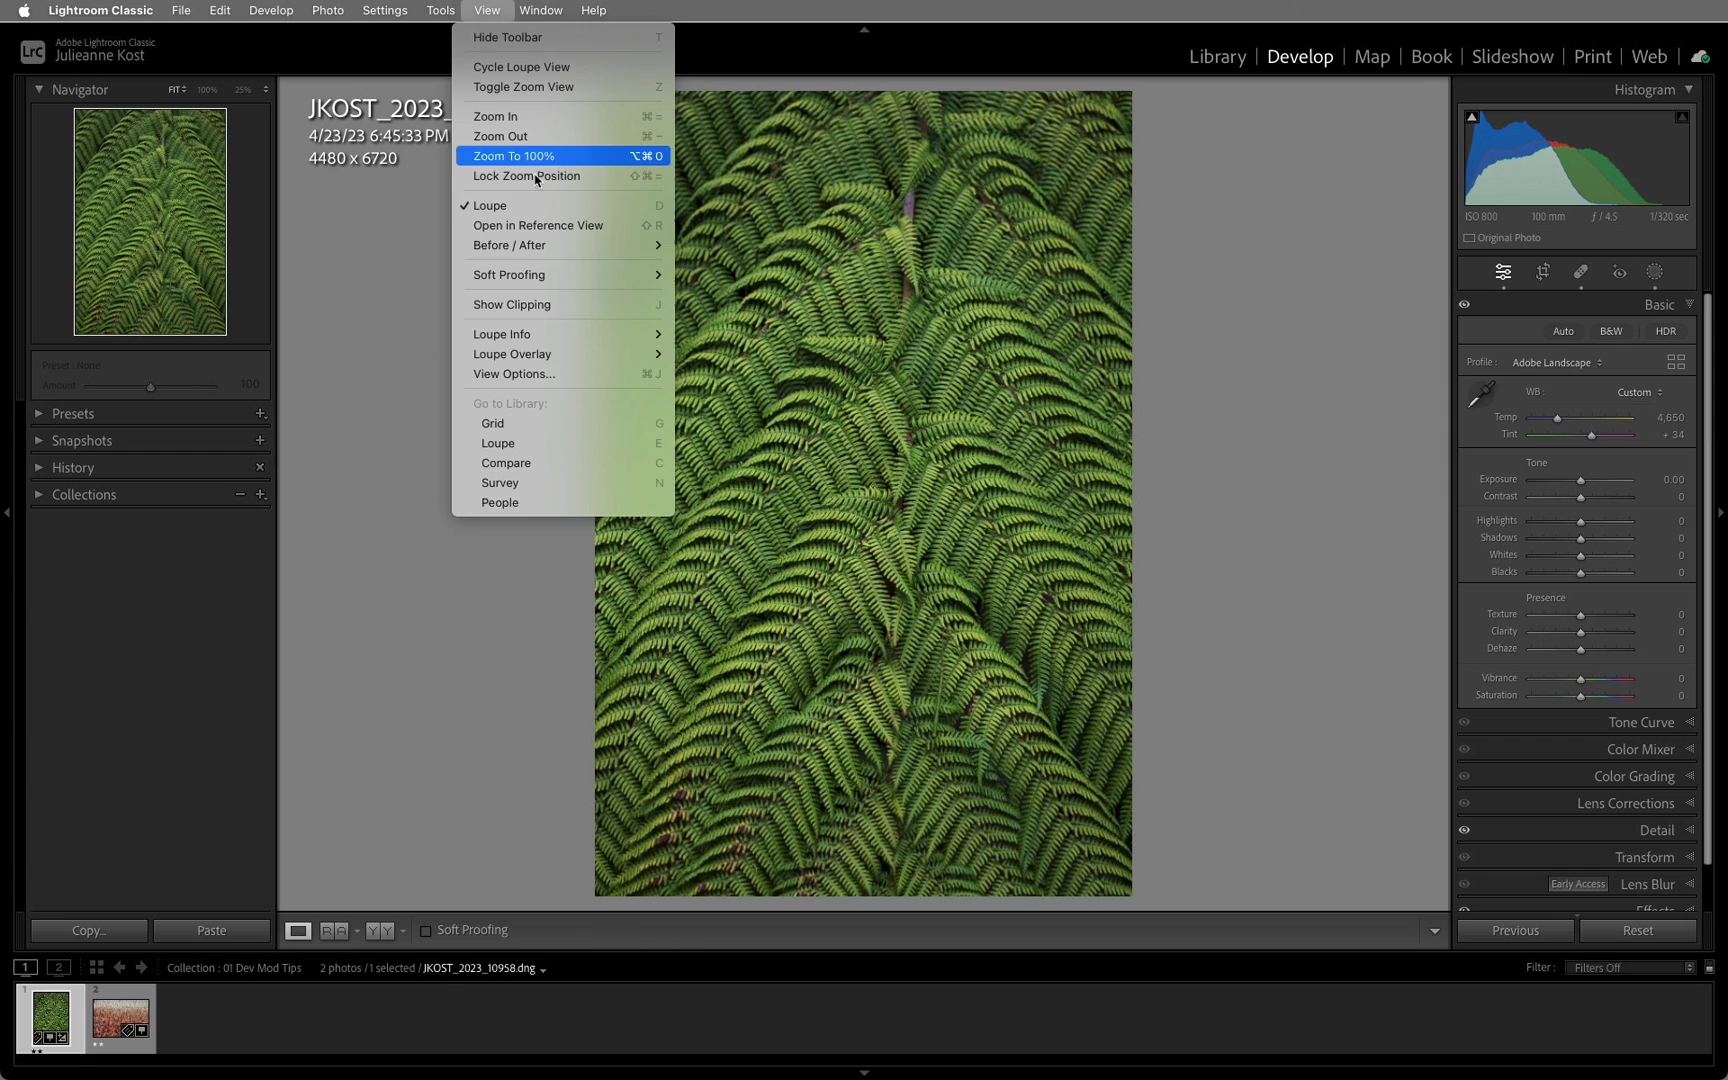 Lightroom Classic File Edit Develop Photo Settings Tools View Window Help
Lrc
Adobe Lightroom Classic
Julieanne Kost
Library | Develop | Map | Book | Slideshow | Print | Web
Navigator FIT 100% 25%
Preset : None
Amount 100
Presets
Snapshots
History
Collections
Copy... Paste
JKOST_2023_
4/23/23 6:45:33 PM
4480 x 6720
Hide Toolbar T
Cycle Loupe View
Toggle Zoom View Z
Zoom In ⌘ =
Zoom Out ⌘ −
Zoom To 100% ⌥⌘ 0
Lock Zoom Position ⇧⌘ =
✓ Loupe D
Open in Reference View ⇧ R
Before / After
Soft Proofing
Show Clipping J
Loupe Info
Loupe Overlay
View Options... ⌘ J
Go to Library:
Grid G
Loupe E
Compare C
Survey N
People
R A Y Y Soft Proofing
Histogram
ISO 800 100 mm ƒ / 4.5 1/320 sec
Original Photo
Basic
Auto B&W HDR
Profile : Adobe Landscape
WB : Custom
Temp 4,650
Tint + 34
Tone
Exposure 0.00
Contrast 0
Highlights 0
Shadows 0
Whites 0
Blacks 0
Presence
Texture 0
Clarity 0
Dehaze 0
Vibrance 0
Saturation 0
Tone Curve
Color Mixer
Color Grading
Lens Corrections
Detail
Transform
Early Access Lens Blur
Effects
Previous Reset
1 2 Collection : 01 Dev Mod Tips 2 photos / 1 selected / JKOST_2023_10958.dng Filter : Filters Off
1 2